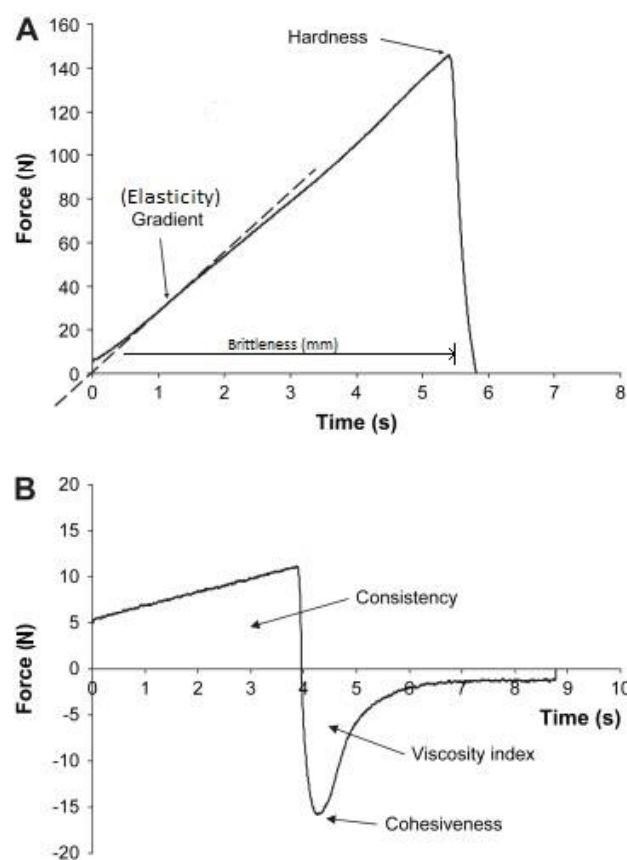 A
160
140
120
100
80
60
40
20
0
Force (N)
Hardness
(Elasticity)
Gradient
Brittleness (mm)
0 1 2 3 4 5 6 7 8
Time (s)
B
20
15
10
5
0
-5
-10
-15
-20
Force (N)
Consistency
0 1 2 3 4 5 6 7 8 9 10
Time (s)
Viscosity index
Cohesiveness